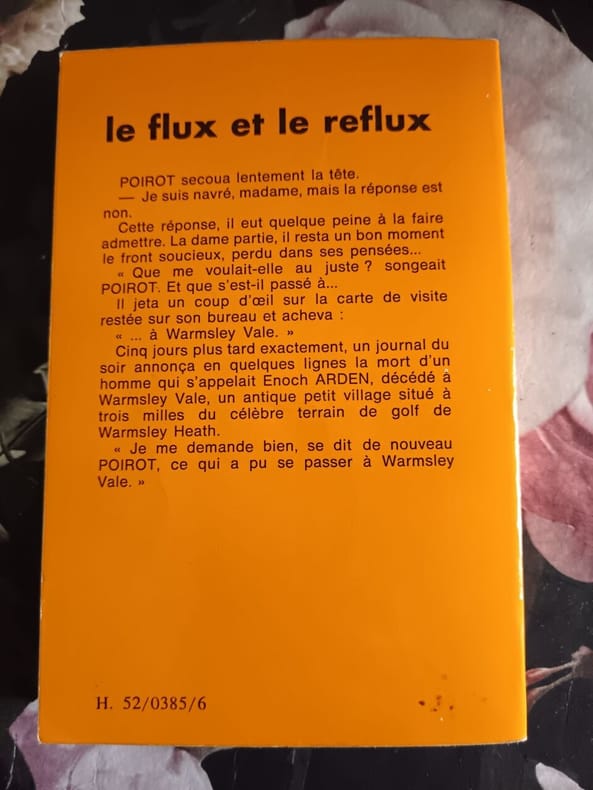 le flux et le reflux
POIROT secoua lentement la tête.
— Je suis navré, madame, mais la réponse est
non.
Cette réponse, il eut quelque peine à la faire
admettre. La dame partie, il resta un bon moment
le front soucieux, perdu dans ses pensées...
« Que me voulait-elle au juste ? songeait
POIROT. Et que s'est-il passé à...
Il jeta un coup d'œil sur la carte de visite
restée sur son bureau et acheva :
« ... à Warmsley Vale. »
Cinq jours plus tard exactement, un journal du
soir annonça en quelques lignes la mort d'un
homme qui s'appelait Enoch ARDEN, décédé à
Warmsley Vale, un antique petit village situé à
trois milles du célèbre terrain de golf de
Warmsley Heath.
« Je me demande bien, se dit de nouveau
POIROT, ce qui a pu se passer à Warmsley
Vale. »
H. 52/0385/6